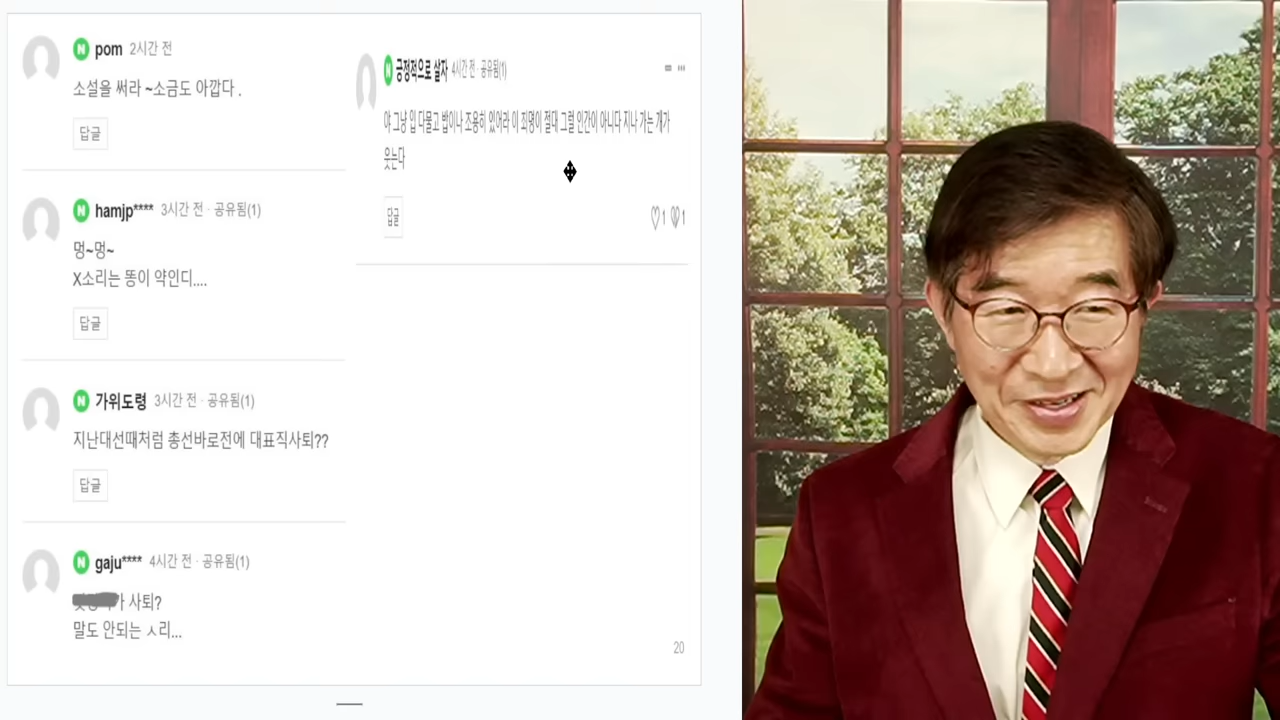 pom 2시간 전
소설을 써라 ~소금도 아깝다 .
답글
hamjp**** 3시간 전 · 공유됨(1)
멍~멍~
X소리는 똥이 약인디....
답글
가위도령 3시간 전 · 공유됨(1)
지난대선때처럼 총선바로전에 대표직사퇴??
답글
gaju**** 4시간 전 · 공유됨(1)
가 사퇴?
말도 안되는 ㅅ리...
긍정적으로 살자 4시간 전 · 공유됨(1)
야 그냥 입 다물고 밥이나 조용히 있어라 이 죄명이 절대 그럴 인간이 아니다 지나 가는 개가
웃는다
답글
1 1
20